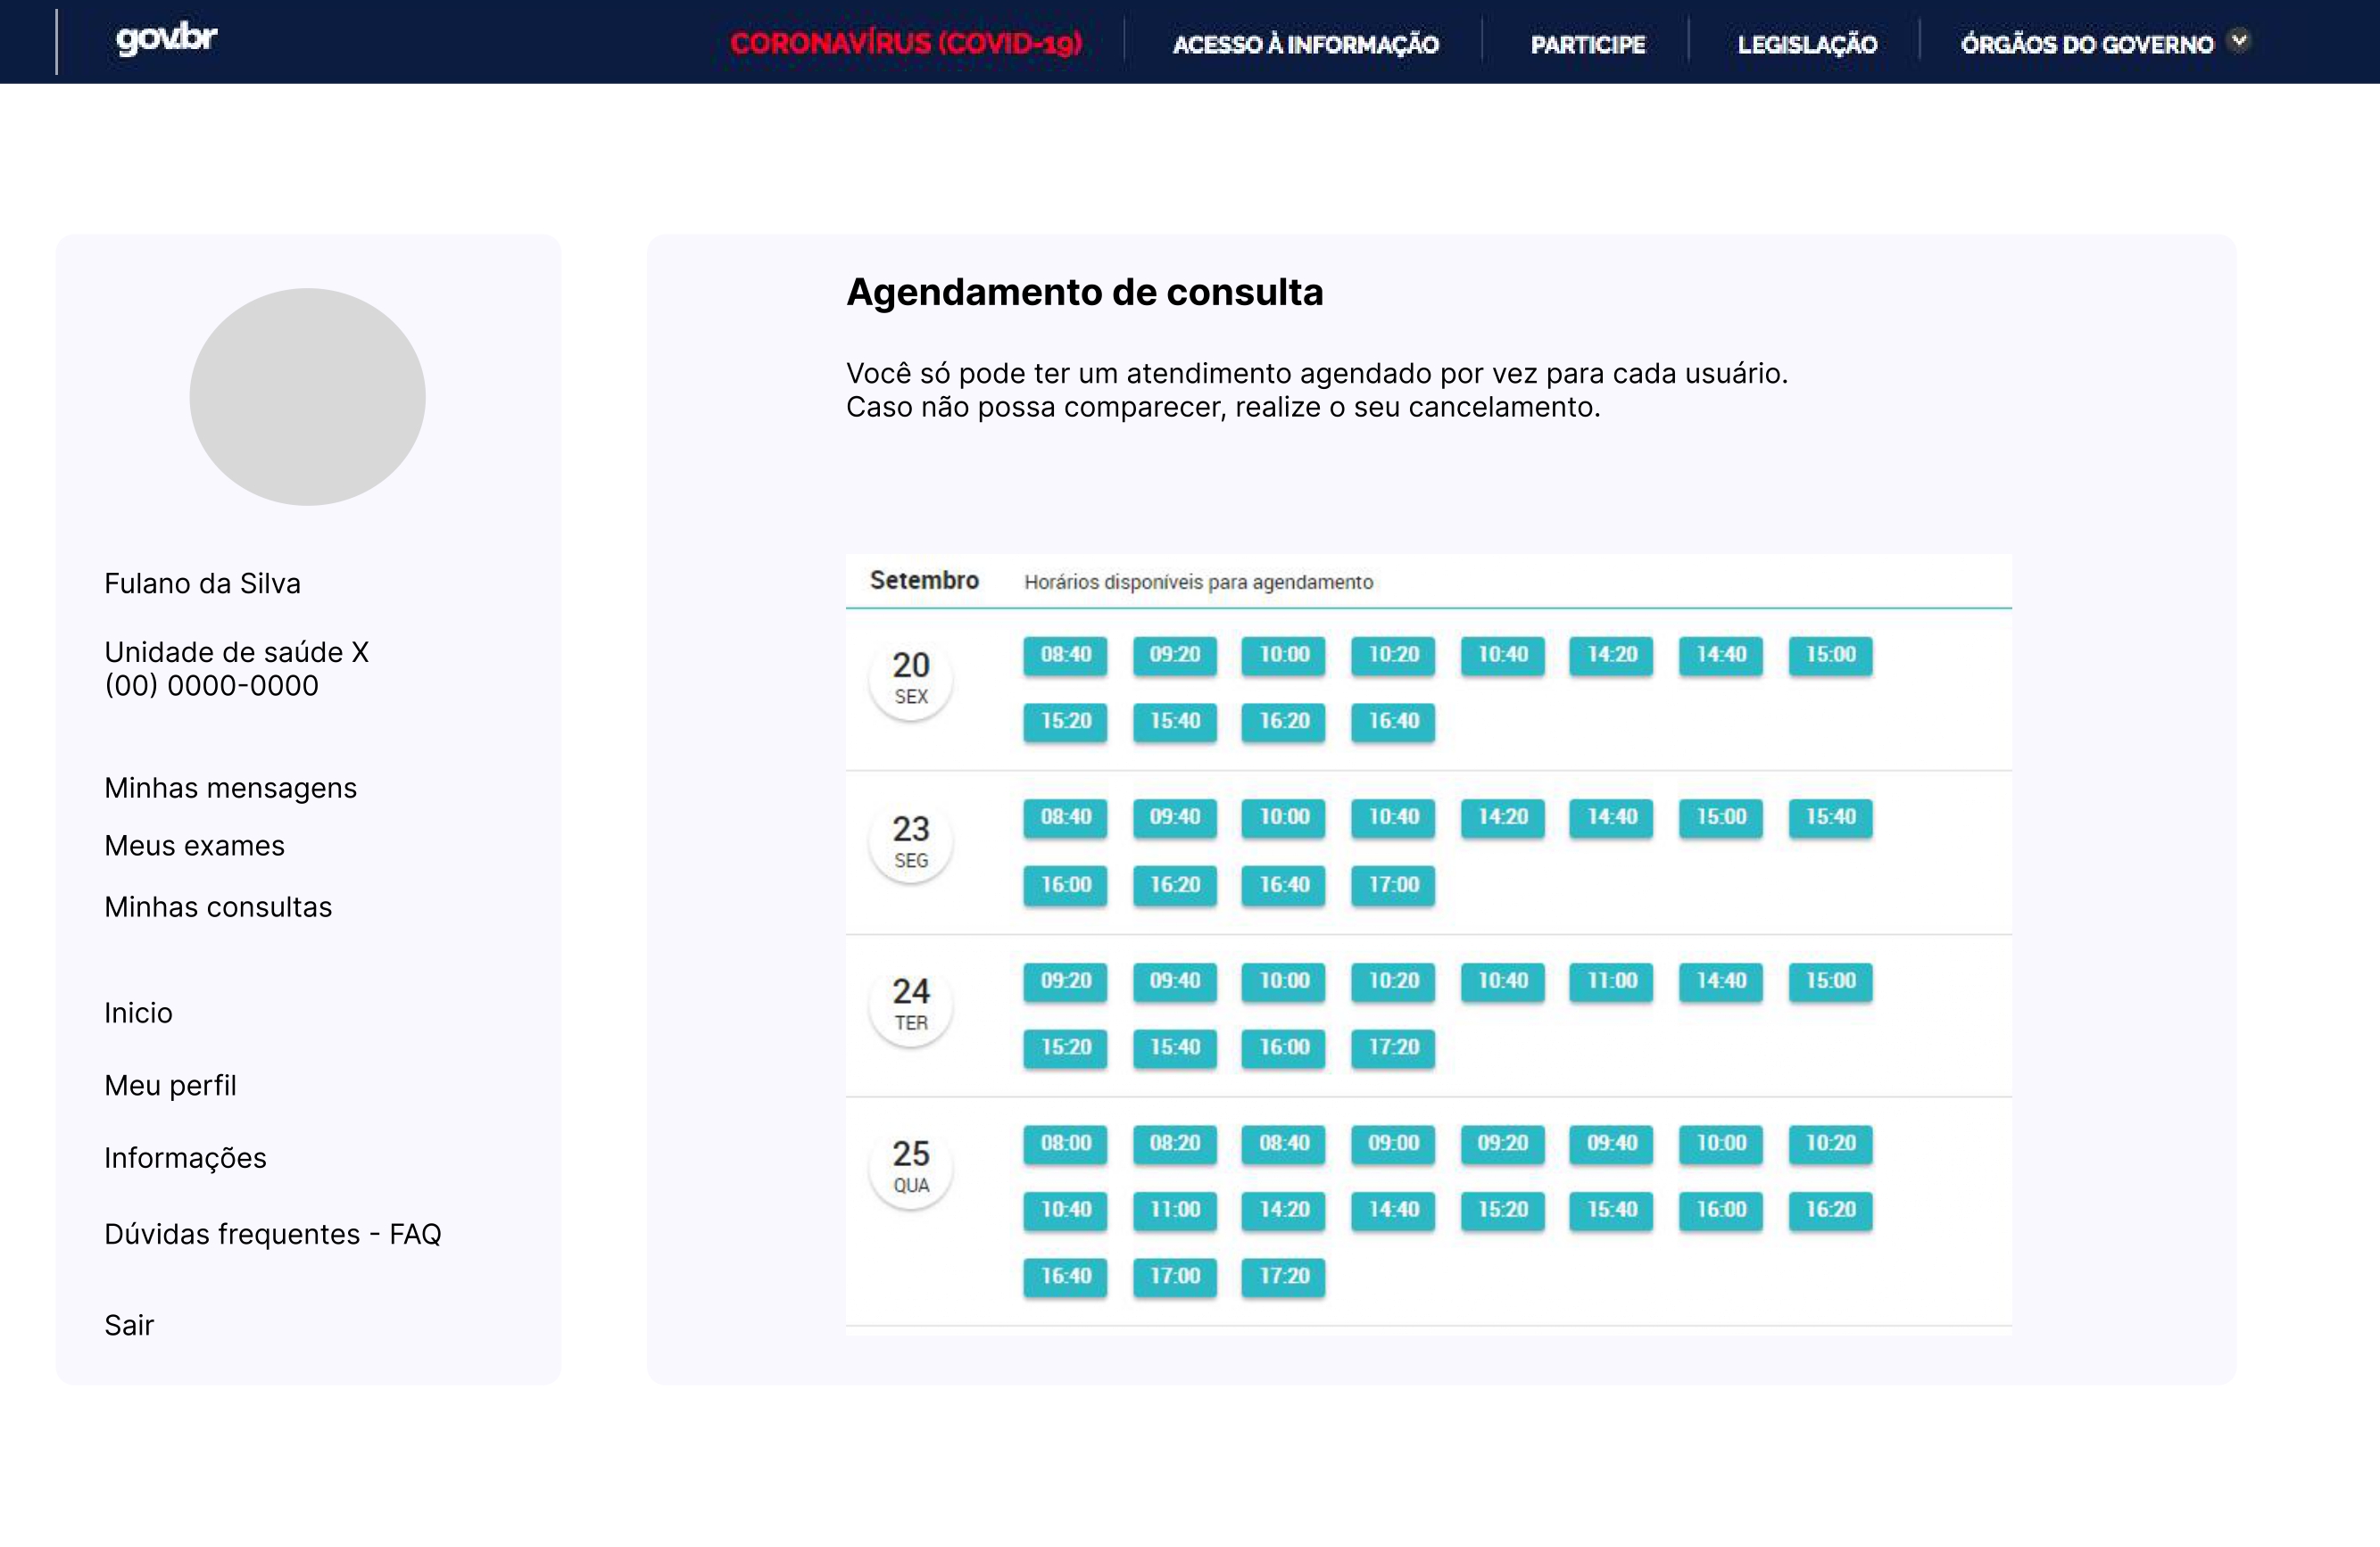 gov.br
CORONAVÍRUS (COVID-19)
ACESSO À INFORMAÇÃO
PARTICIPE
LEGISLAÇÃO
ÓRGÃOS DO GOVERNO
Fulano da Silva
Unidade de saúde X
(00) 0000-0000
Minhas mensagens
Meus exames
Minhas consultas
Inicio
Meu perfil
Informações
Dúvidas frequentes - FAQ
Sair
Agendamento de consulta
Você só pode ter um atendimento agendado por vez para cada usuário.
Caso não possa comparecer, realize o seu cancelamento.
Setembro Horários disponíveis para agendamento
20 SEX
08:40 09:20 10:00 10:20 10:40 14:20 14:40 15:00
15:20 15:40 16:20 16:40
23 SEG
08:40 09:40 10:00 10:40 14:20 14:40 15:00 15:40
16:00 16:20 16:40 17:00
24 TER
09:20 09:40 10:00 10:20 10:40 11:00 14:40 15:00
15:20 15:40 16:00 17:20
25 QUA
08:00 08:20 08:40 09:00 09:20 09:40 10:00 10:20
10:40 11:00 14:20 14:40 15:20 15:40 16:00 16:20
16:40 17:00 17:20